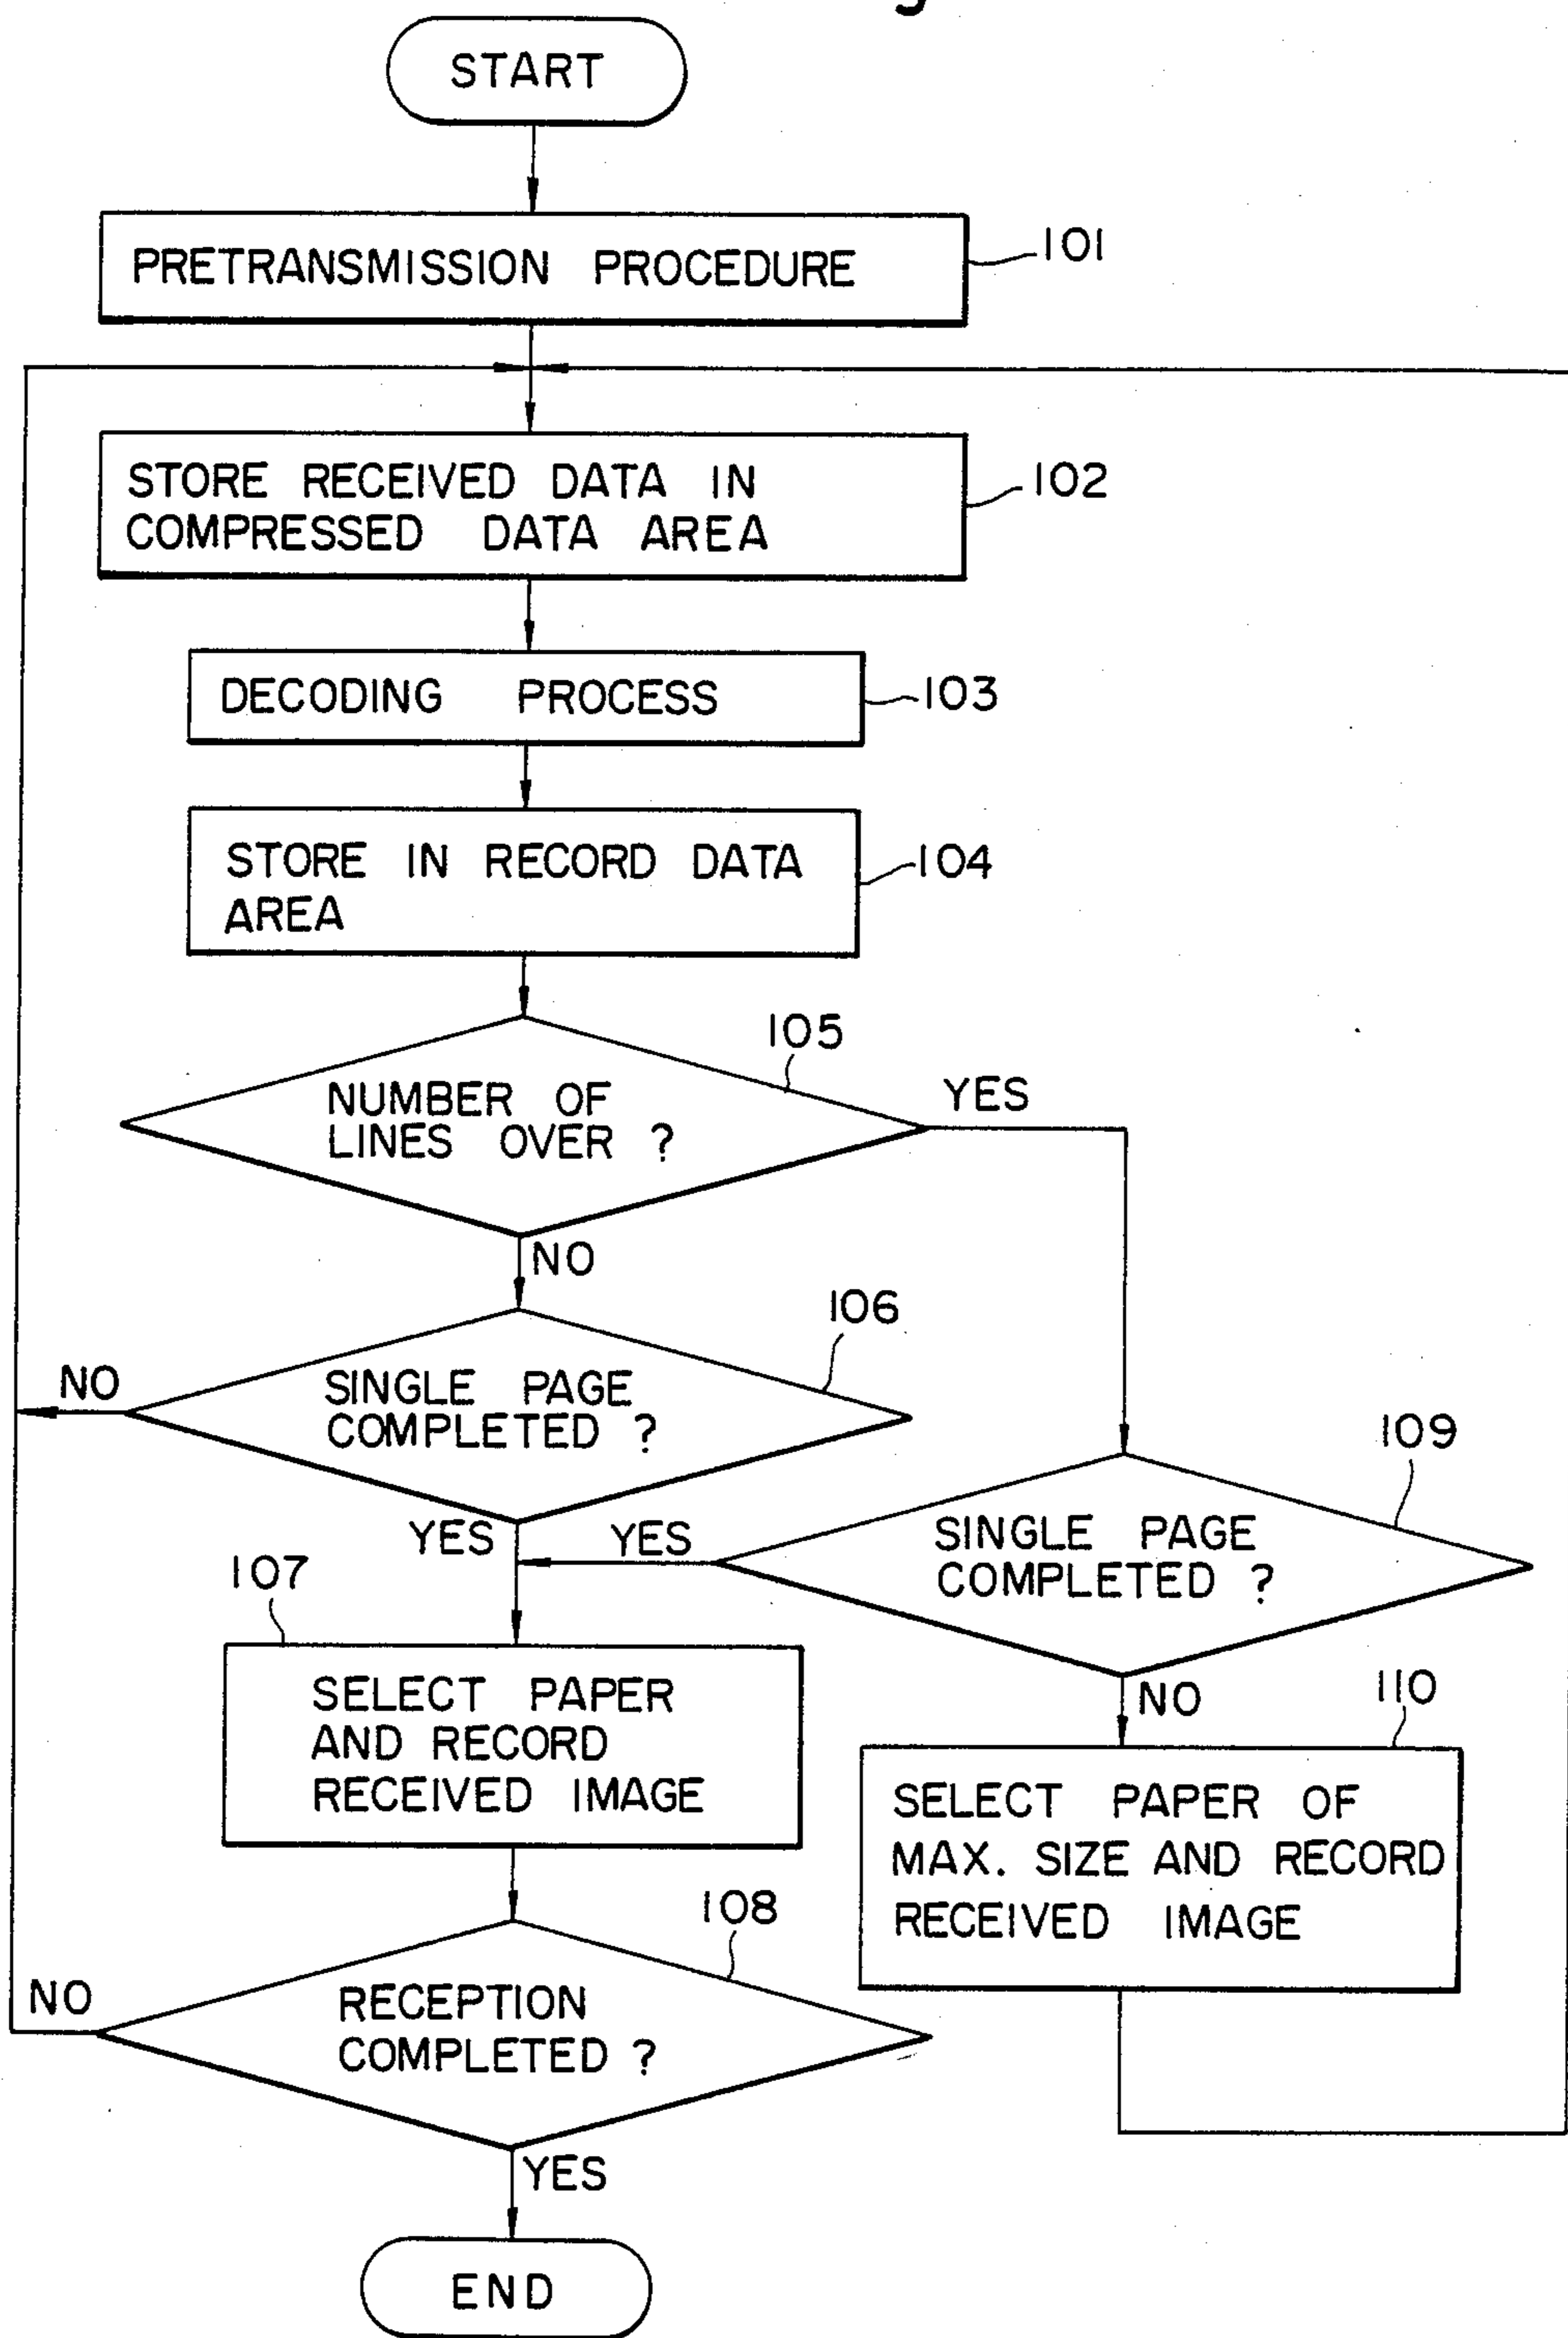 START
PRETRANSMISSION PROCEDURE
101
STORE RECEIVED DATA IN
COMPRESSED DATA AREA
102
DECODING PROCESS
103
STORE IN RECORD DATA
AREA
104
105
NUMBER OF
LINES OVER ?
YES
NO
106
SINGLE PAGE
COMPLETED ?
NO
YES
109
SINGLE PAGE
COMPLETED ?
YES
NO
107
SELECT PAPER
AND RECORD
RECEIVED IMAGE
110
SELECT PAPER OF
MAX. SIZE AND RECORD
RECEIVED IMAGE
108
RECEPTION
COMPLETED ?
NO
YES
END